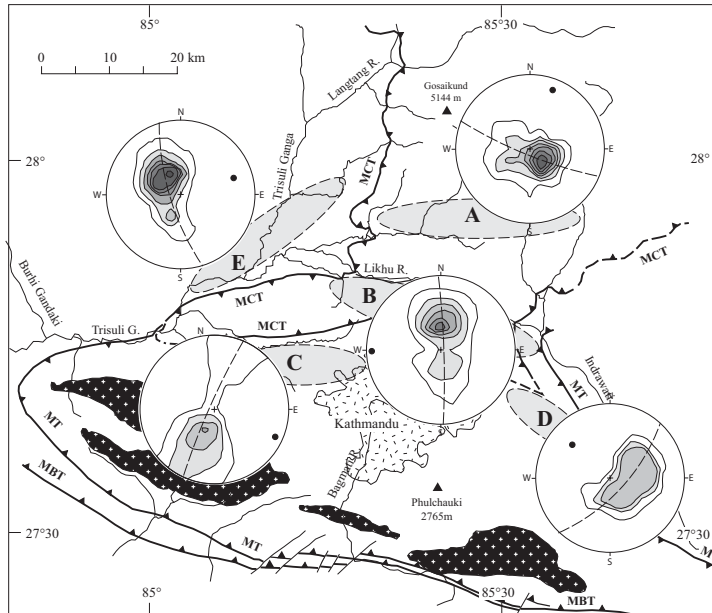 85°
85°30
0 10 20 km
Langtang R.
Gosaikund
5144 m
N
W
E
S
28°
28°
N
W
E
S
Trisuli Ganga
MCT
A
E
B
C
D
Likhu R.
MCT
MCT
MCT
Burhi Gandaki
Trisuli G.
N
W
E
S
N
E
Indrawati
MT
Kathmandu
Bagmati
Phulchauki
2765m
N
W
E
S
MT
MBT
MT
27°30
27°30
85°
85°30
MBT